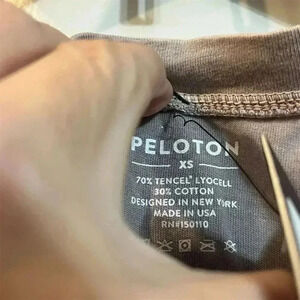 PELOTON
XS
70% TENCEL® LYOCELL
30% COTTON
DESIGNED IN NEW YORK
MADE IN USA
RN#150110